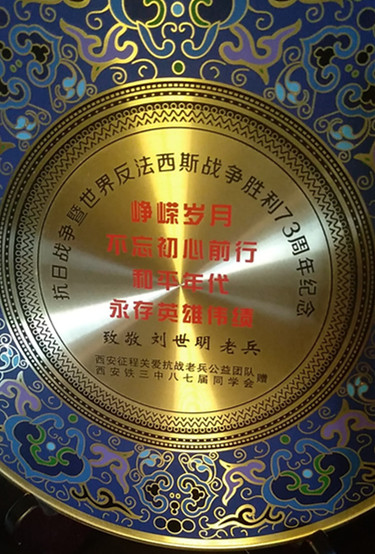 抗日战争暨世界反法西斯战争胜利73周年纪念
峥嵘岁月
不忘初心前行
和平年代
永存英雄伟绩
致敬 刘世明 老兵
西安征程关爱抗战老兵公益团队赠
西安铁三中八七届同学会